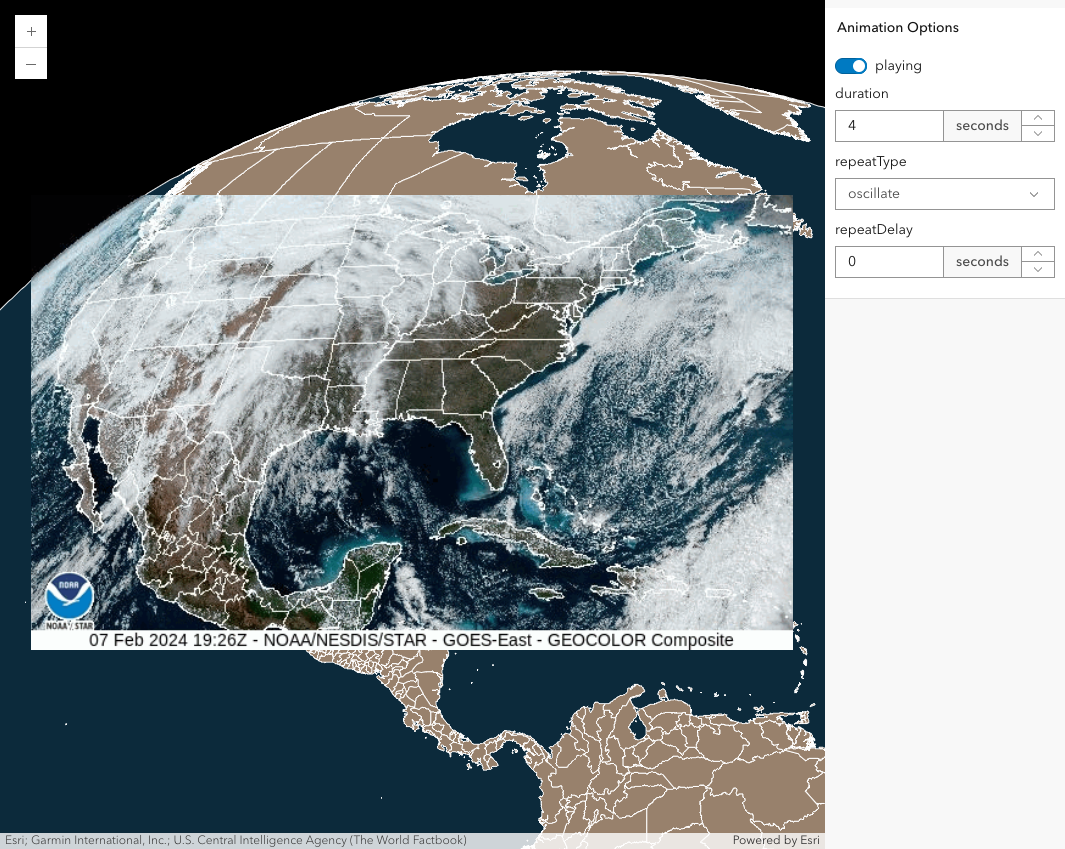 +
−
Animation Options
playing
duration
4 seconds
repeatType
oscillate
repeatDelay
0 seconds
NOAA
NOAA / STAR
07 Feb 2024 19:26Z - NOAA/NESDIS/STAR - GOES-East - GEOCOLOR Composite
Esri; Garmin International, Inc.; U.S. Central Intelligence Agency (The World Factbook)
Powered by Esri